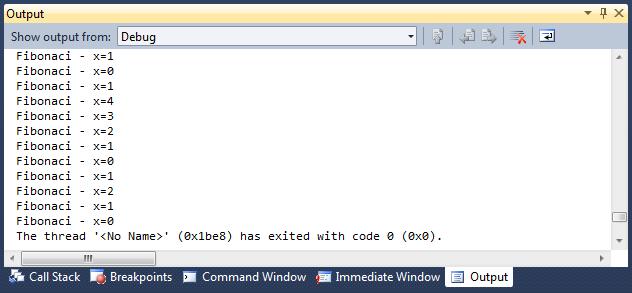 Output
Show output from: Debug
Fibonaci - x=1
Fibonaci - x=0
Fibonaci - x=1
Fibonaci - x=4
Fibonaci - x=3
Fibonaci - x=2
Fibonaci - x=1
Fibonaci - x=0
Fibonaci - x=1
Fibonaci - x=2
Fibonaci - x=1
Fibonaci - x=0
The thread '<No Name>' (0x1be8) has exited with code 0 (0x0).
Call Stack Breakpoints Command Window Immediate Window Output